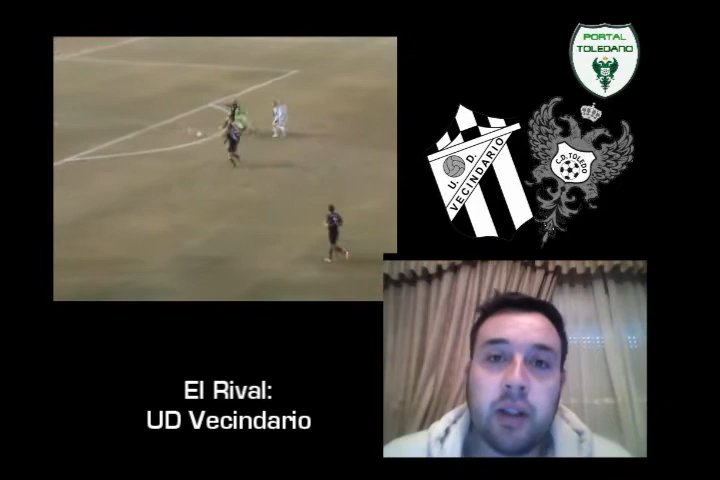 PORTAL
TOLEDANO
U. D.
VECINDARIO
C.D. TOLEDO
El Rival:
UD Vecindario